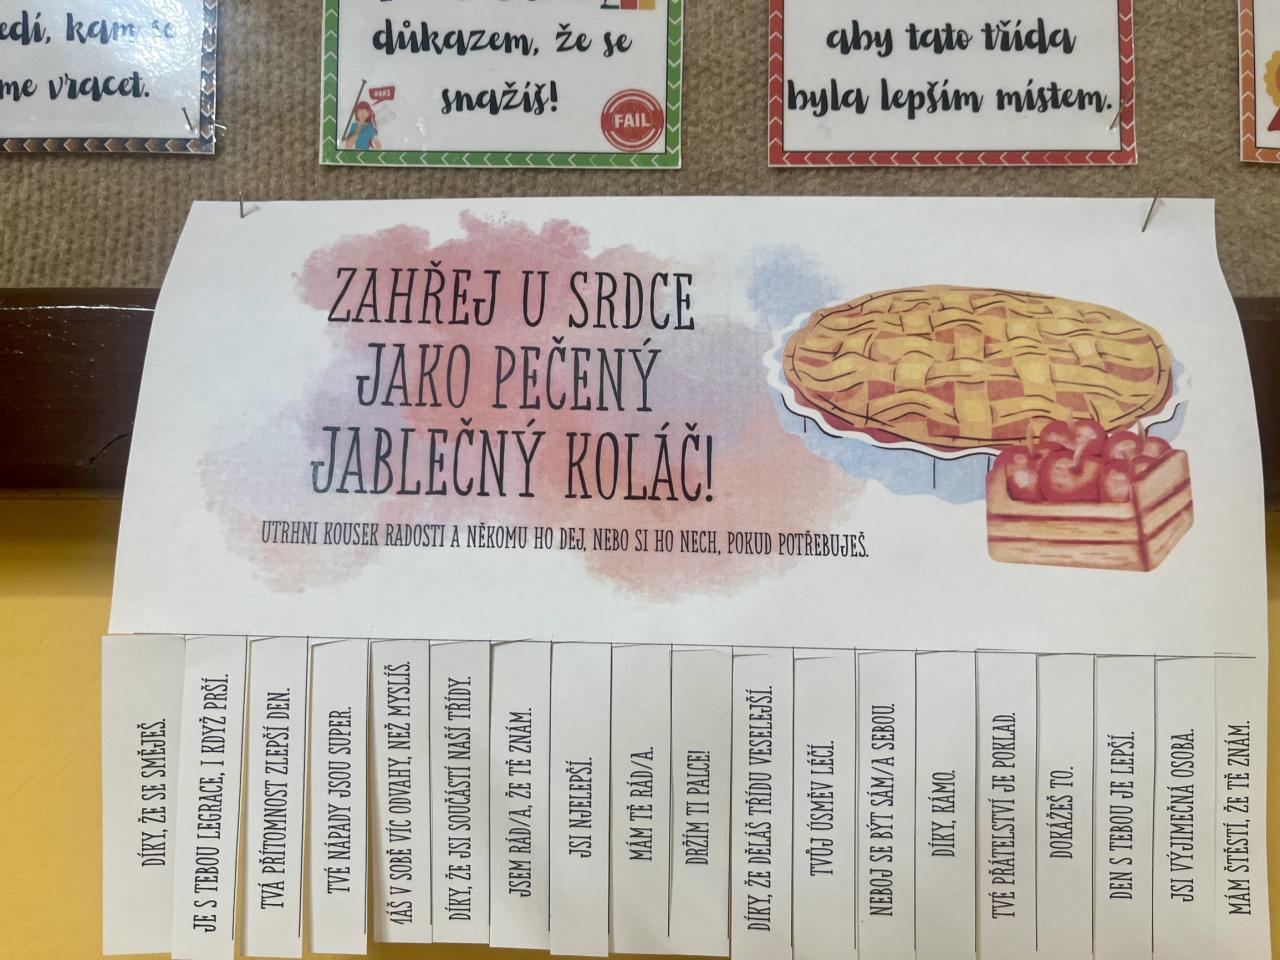 edí, kam se
me vracet.
důkazem, že se
snažíš!
OOPS
FAIL
aby tato třída
byla lepším místem.
ZAHŘEJ U SRDCE
JAKO PEČENÝ
JABLEČNÝ KOLÁČ!
UTRHNI KOUSEK RADOSTI A NĚKOMU HO DEJ, NEBO SI HO NECH, POKUD POTŘEBUJEŠ.
DÍKY, ŽE SE SMĚJEŠ.
JE S TEBOU LEGRACE, I KDYŽ PRŠÍ.
TVÁ PŘÍTOMNOST ZLEPŠÍ DEN.
TVÉ NÁPADY JSOU SUPER.
MÁŠ V SOBĚ VÍC ODVAHY, NEŽ MYSLÍŠ.
DÍKY, ŽE JSI SOUČÁSTÍ NAŠÍ TŘÍDY.
JSEM RÁD/A, ŽE TĚ ZNÁM.
JSI NJELEPŠÍ.
MÁM TĚ RÁD/A.
DRŽÍM TI PALCE!
DÍKY, ŽE DĚLÁŠ TŘÍDU VESELEJŠÍ.
TVŮJ ÚSMĚV LÉČÍ.
NEBOJ SE BÝT SÁM/A SEBOU.
DÍKY, KÁMO.
TVÉ PŘÁTELSTVÍ JE POKLAD.
DOKÁŽEŠ TO.
DEN S TEBOU JE LEPŠÍ.
JSI VÝJIMEČNÁ OSOBA.
MÁM ŠTĚSTÍ, ŽE TĚ ZNÁM.